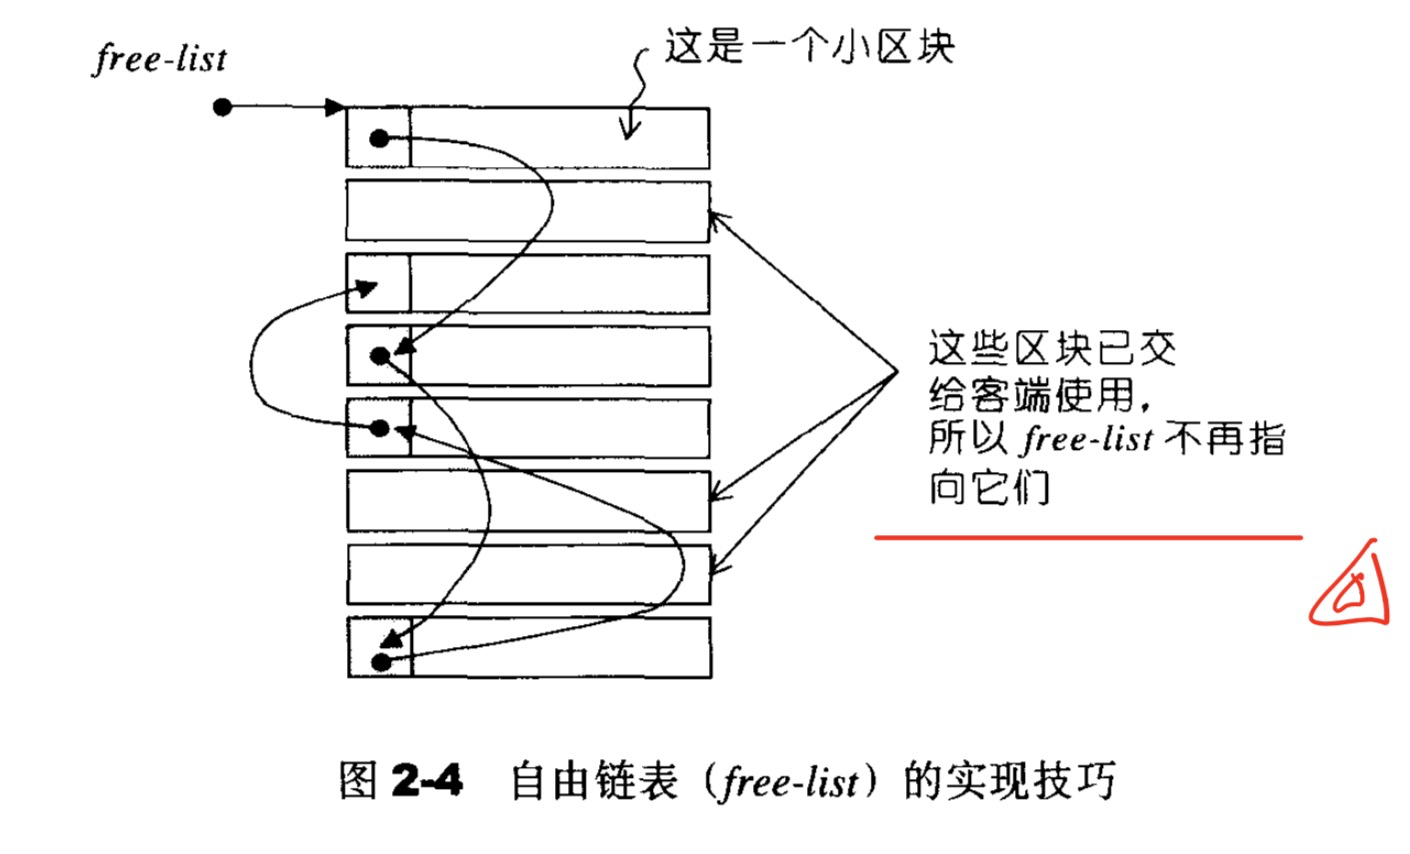 free-list
这是一个小区块
这些区块已交
给客端使用，
所以 free-list 不再指
向它们
图 2-4 自由链表（free-list）的实现技巧